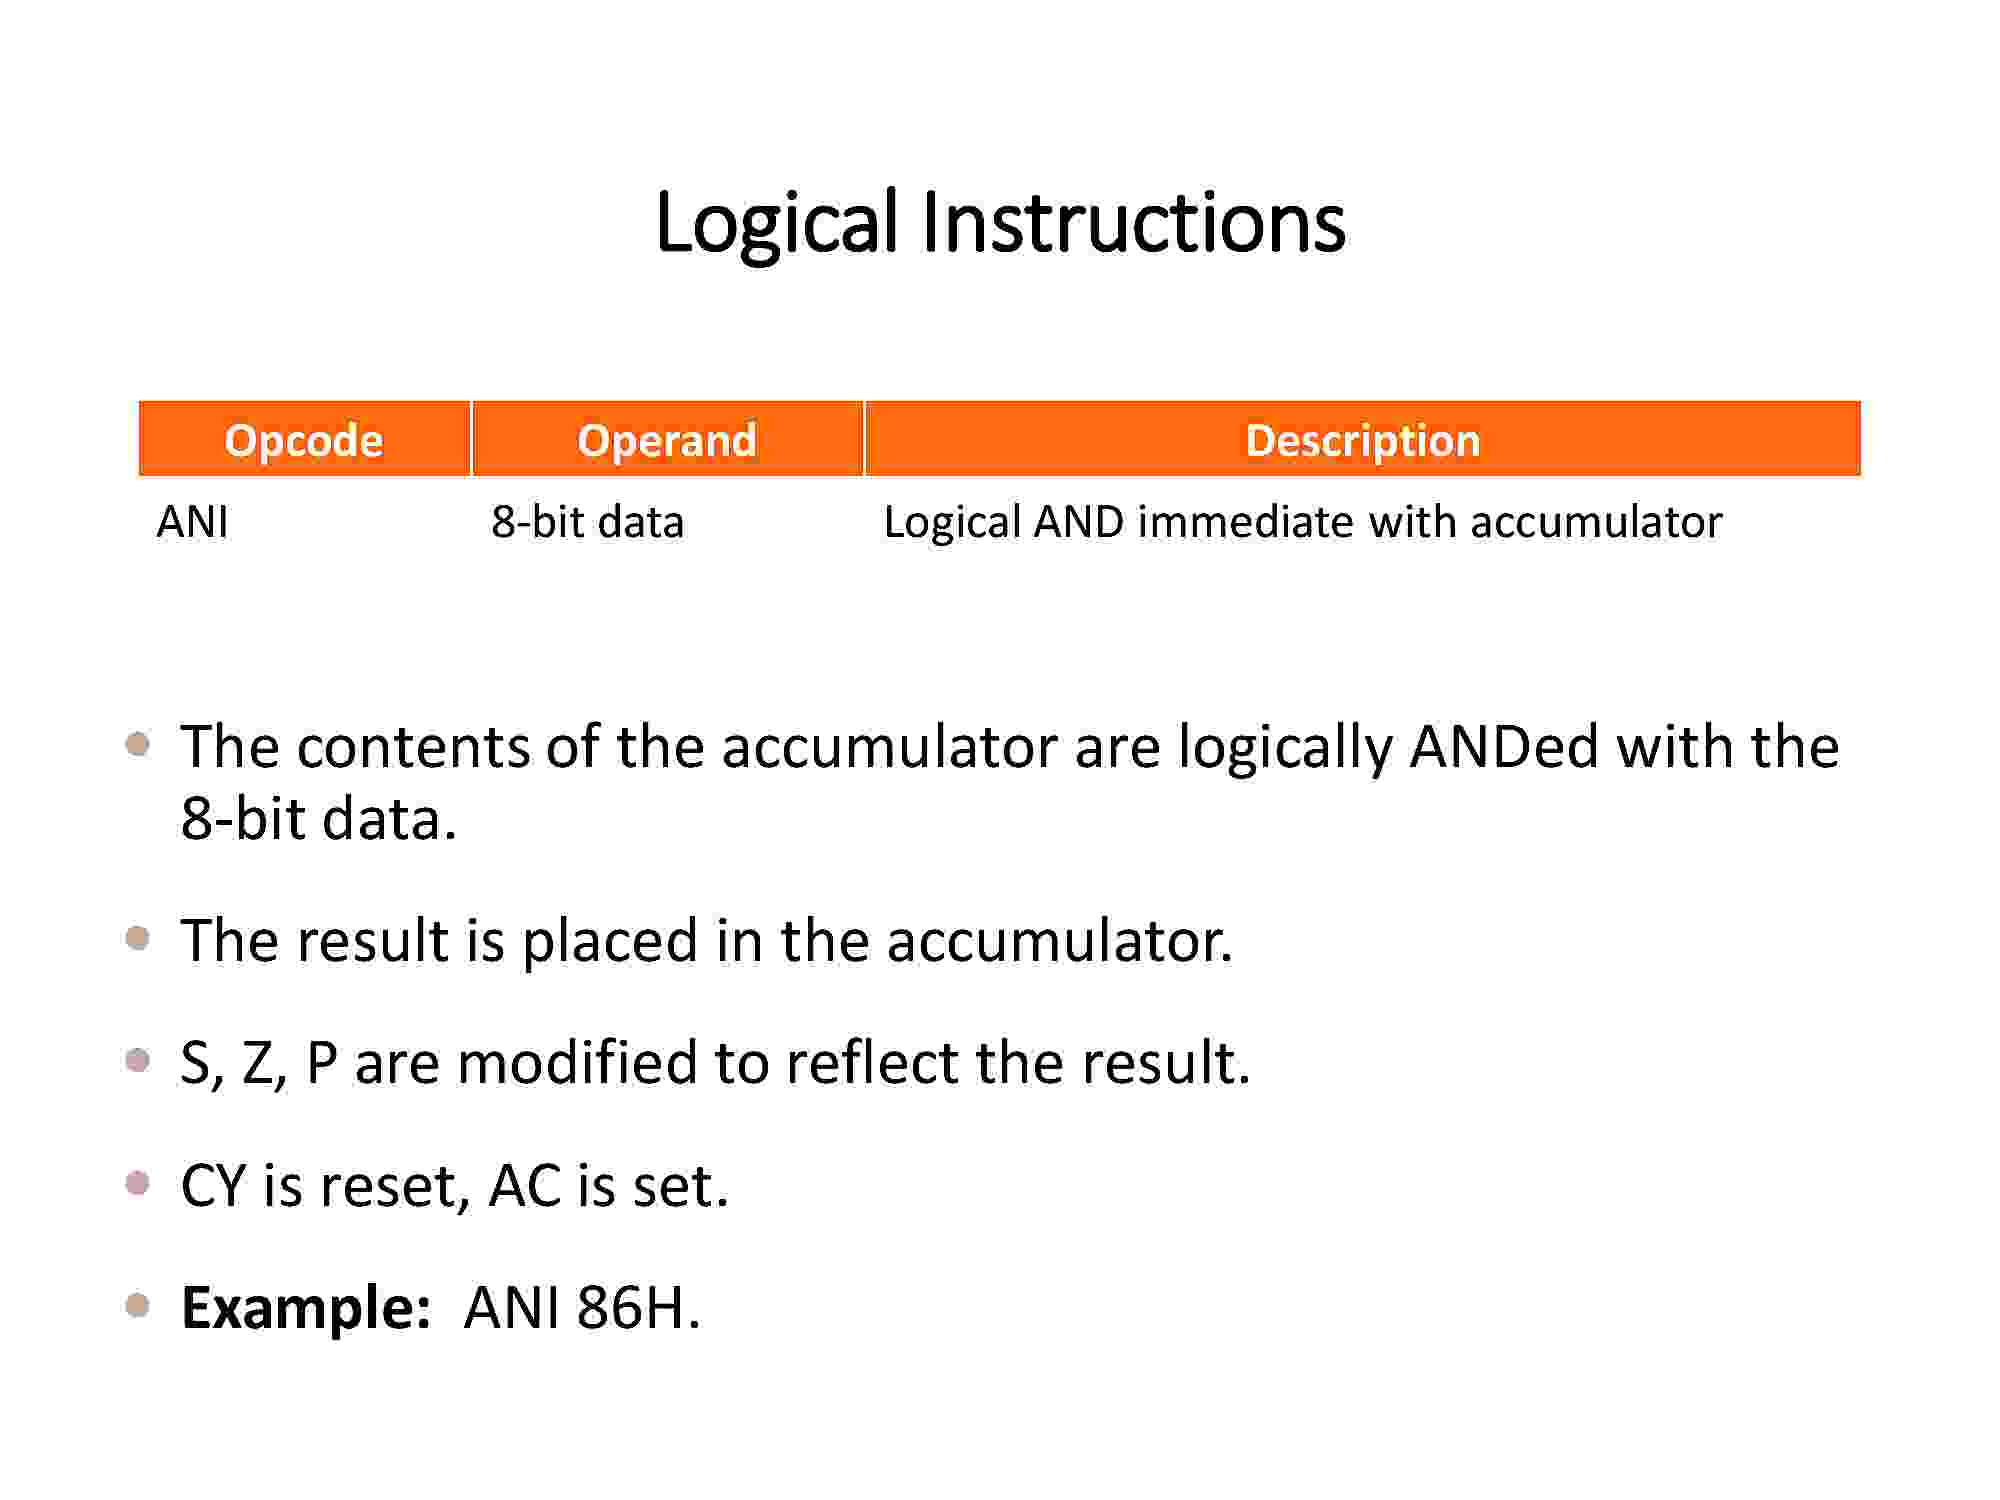 Logical Instructions
Opcode Operand Description
ANI 8-bit data Logical AND immediate with accumulator
• The contents of the accumulator are logically ANDed with the
8-bit data.
• The result is placed in the accumulator.
• S, Z, P are modified to reflect the result.
• CY is reset, AC is set.
• Example: ANI 86H.